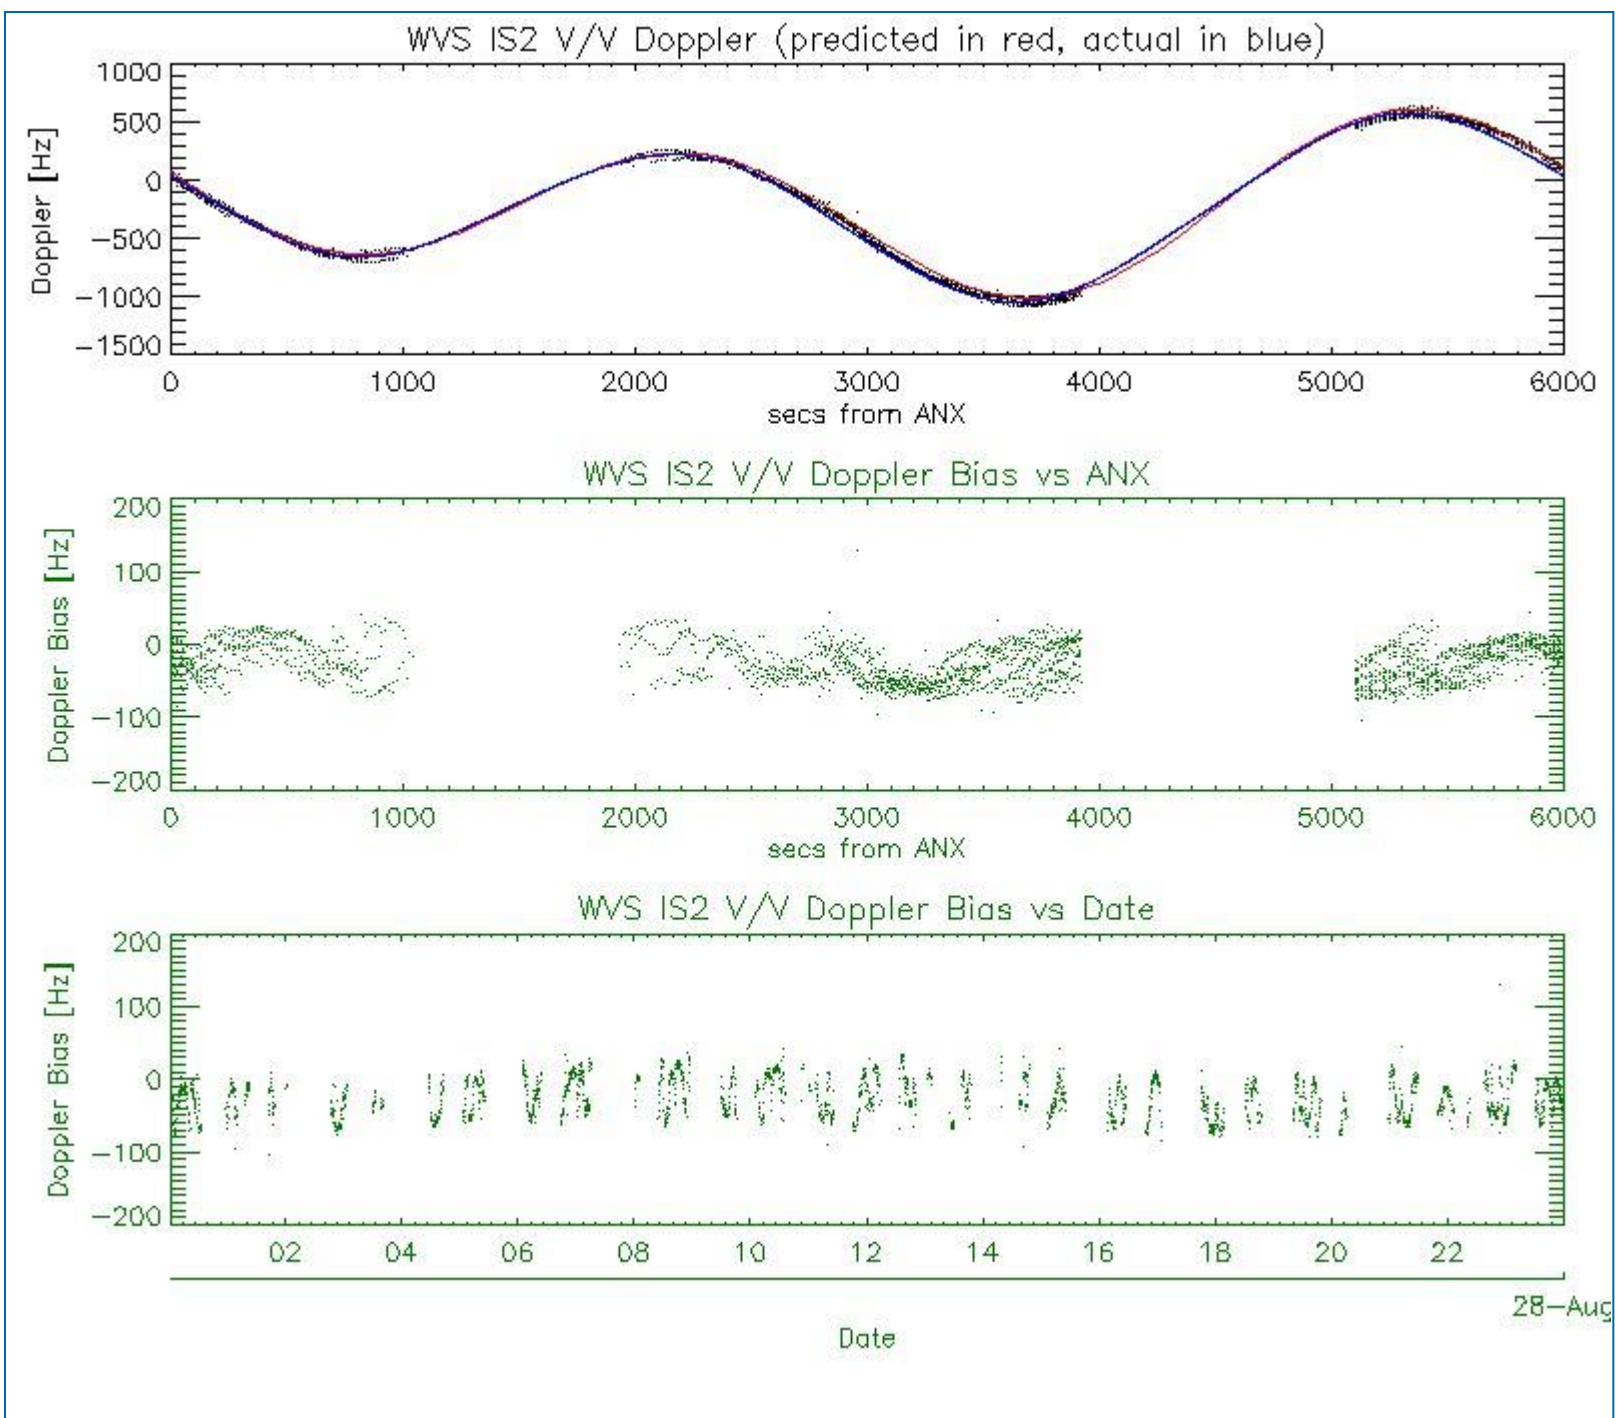 WVS IS2 V/V Doppler (predicted in red, actual in blue)
Doppler [Hz]
1000
500
0
−500
−1000
−1500
0 1000 2000 3000 4000 5000 6000
secs from ANX
WVS IS2 V/V Doppler Bias vs ANX
Doppler Bias [Hz]
200
100
0
−100
−200
0 1000 2000 3000 4000 5000 6000
secs from ANX
WVS IS2 V/V Doppler Bias vs Date
Doppler Bias [Hz]
200
100
0
−100
−200
02 04 06 08 10 12 14 16 18 20 22
28−Aug
Date